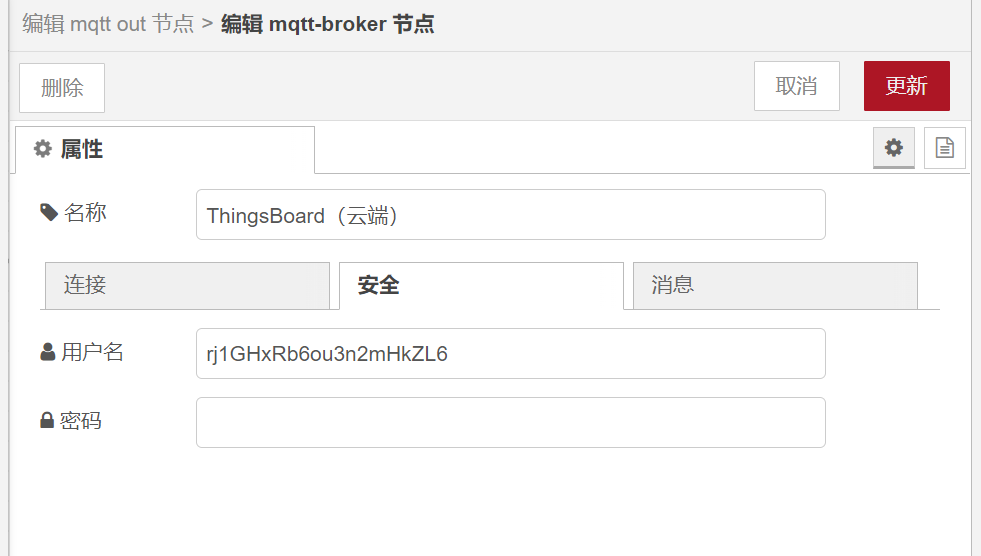 编辑 mqtt out 节点 > 编辑 mqtt-broker 节点
删除 取消 更新
属性
名称 ThingsBoard（云端）
连接 安全 消息
用户名 rj1GHxRb6ou3n2mHkZL6
密码